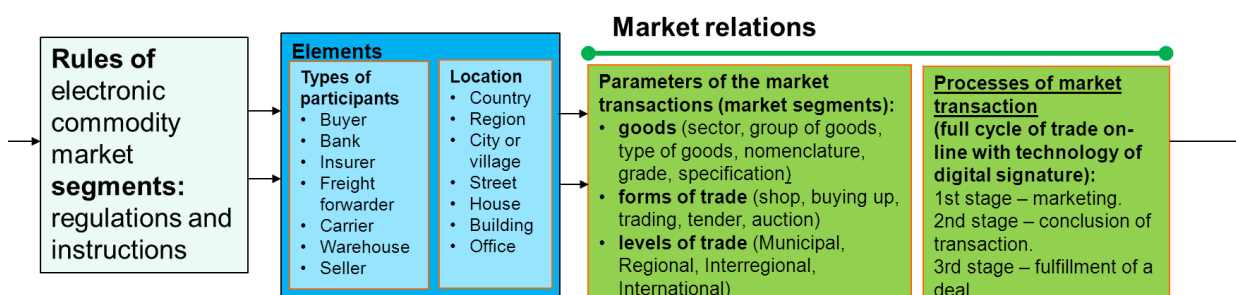 Market relations
Rules of
electronic
commodity
market
segments:
regulations and
instructions
Elements
Types of
participants
• Buyer
• Bank
• Insurer
• Freight
forwarder
• Carrier
• Warehouse
• Seller
Location
• Country
• Region
• City or
village
• Street
• House
• Building
• Office
Parameters of the market
transactions (market segments):
• goods (sector, group of goods,
type of goods, nomenclature,
grade, specification)
• forms of trade (shop, buying up,
trading, tender, auction)
• levels of trade (Municipal,
Regional, Interregional,
International)
Processes of market
transaction
(full cycle of trade on-
line with technology of
digital signature):
1st stage – marketing.
2nd stage – conclusion of
transaction.
3rd stage – fulfillment of a
deal